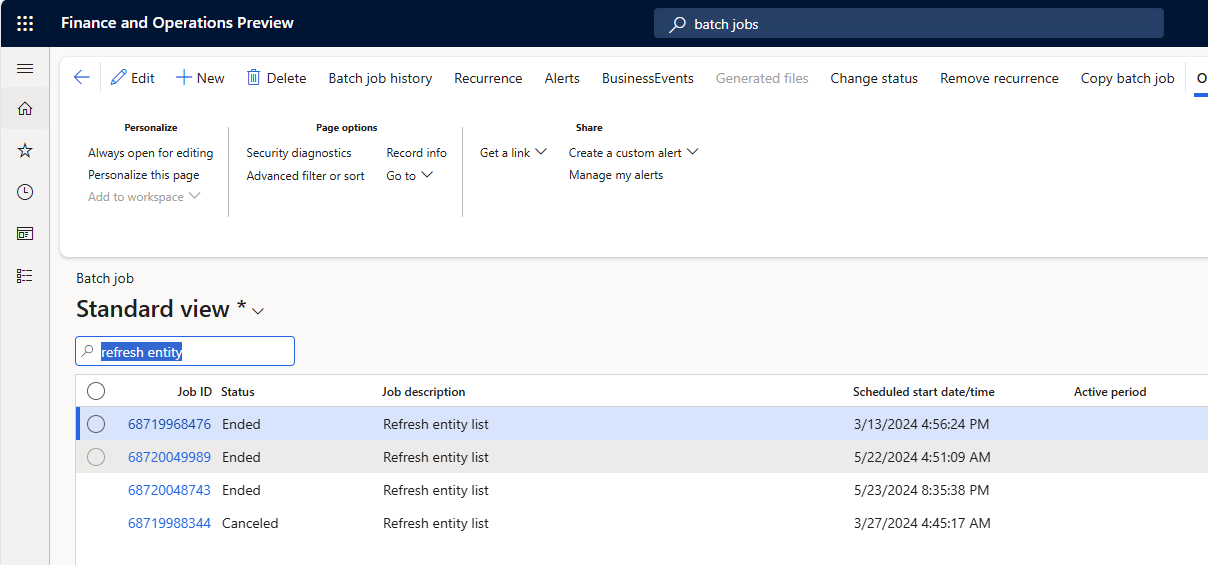 Finance and Operations Preview
batch jobs
Edit New Delete Batch job history Recurrence Alerts BusinessEvents Generated files Change status Remove recurrence Copy batch job O
Personalize
Always open for editing
Personalize this page
Add to workspace
Page options
Security diagnostics Record info
Advanced filter or sort Go to
Share
Get a link Create a custom alert
Manage my alerts
Batch job
Standard view *
refresh entity
Job ID Status Job description Scheduled start date/time Active period
68719968476 Ended Refresh entity list 3/13/2024 4:56:24 PM
68720049989 Ended Refresh entity list 5/22/2024 4:51:09 AM
68720048743 Ended Refresh entity list 5/23/2024 8:35:38 PM
68719988344 Canceled Refresh entity list 3/27/2024 4:45:17 AM